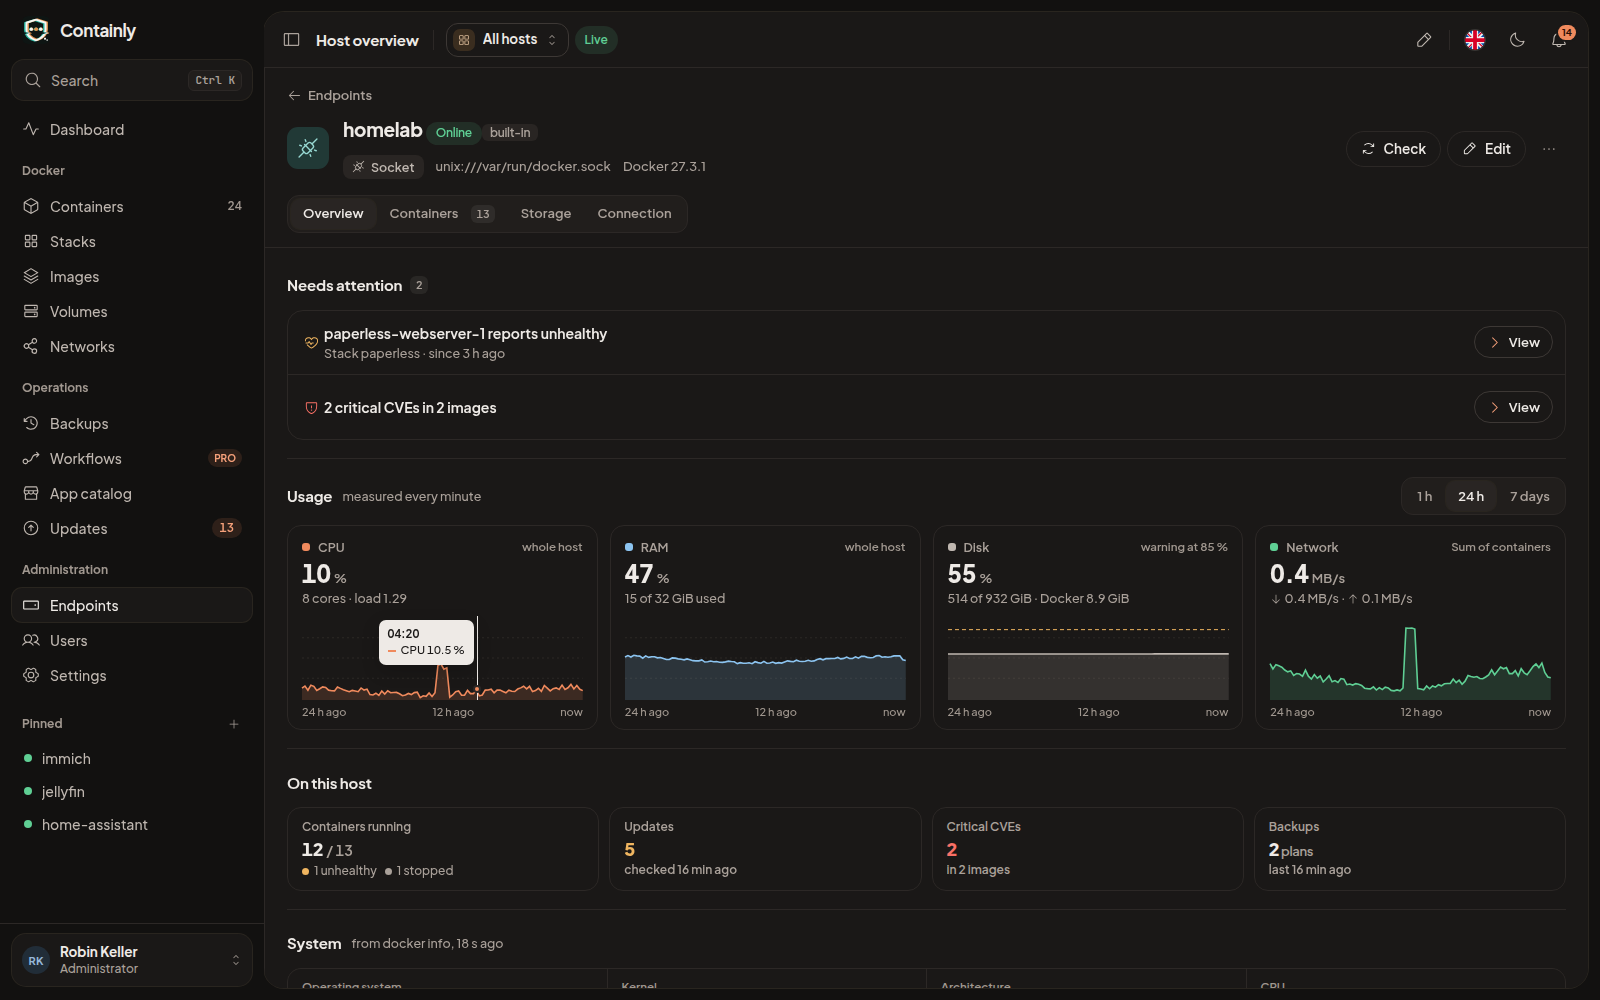 Containly
Search Ctrl K
Dashboard
Docker
Containers 24
Stacks
Images
Volumes
Networks
Operations
Backups
Workflows PRO
App catalog
Updates 13
Administration
Endpoints
Users
Settings
Pinned
immich
jellyfin
home-assistant
RK
Robin Keller
Administrator
Host overview All hosts Live 14
Endpoints
homelab Online built-in
Socket unix:///var/run/docker.sock Docker 27.3.1
Check Edit
Overview Containers 13 Storage Connection
Needs attention 2
paperless-webserver-1 reports unhealthy
Stack paperless · since 3 h ago
View
2 critical CVEs in 2 images
View
Usage measured every minute
1 h 24 h 7 days
CPU whole host
10 %
8 cores · load 1.29
04:20
CPU 10.5 %
24 h ago 12 h ago now
RAM whole host
47 %
15 of 32 GiB used
24 h ago 12 h ago now
Disk warning at 85 %
55 %
514 of 932 GiB · Docker 8.9 GiB
24 h ago 12 h ago now
Network Sum of containers
0.4 MB/s
↓ 0.4 MB/s · ↑ 0.1 MB/s
24 h ago 12 h ago now
On this host
Containers running
12 / 13
1 unhealthy 1 stopped
Updates
5
checked 16 min ago
Critical CVEs
2
in 2 images
Backups
2 plans
last 16 min ago
System from docker info, 18 s ago
Operating system Kernel Architecture CPU